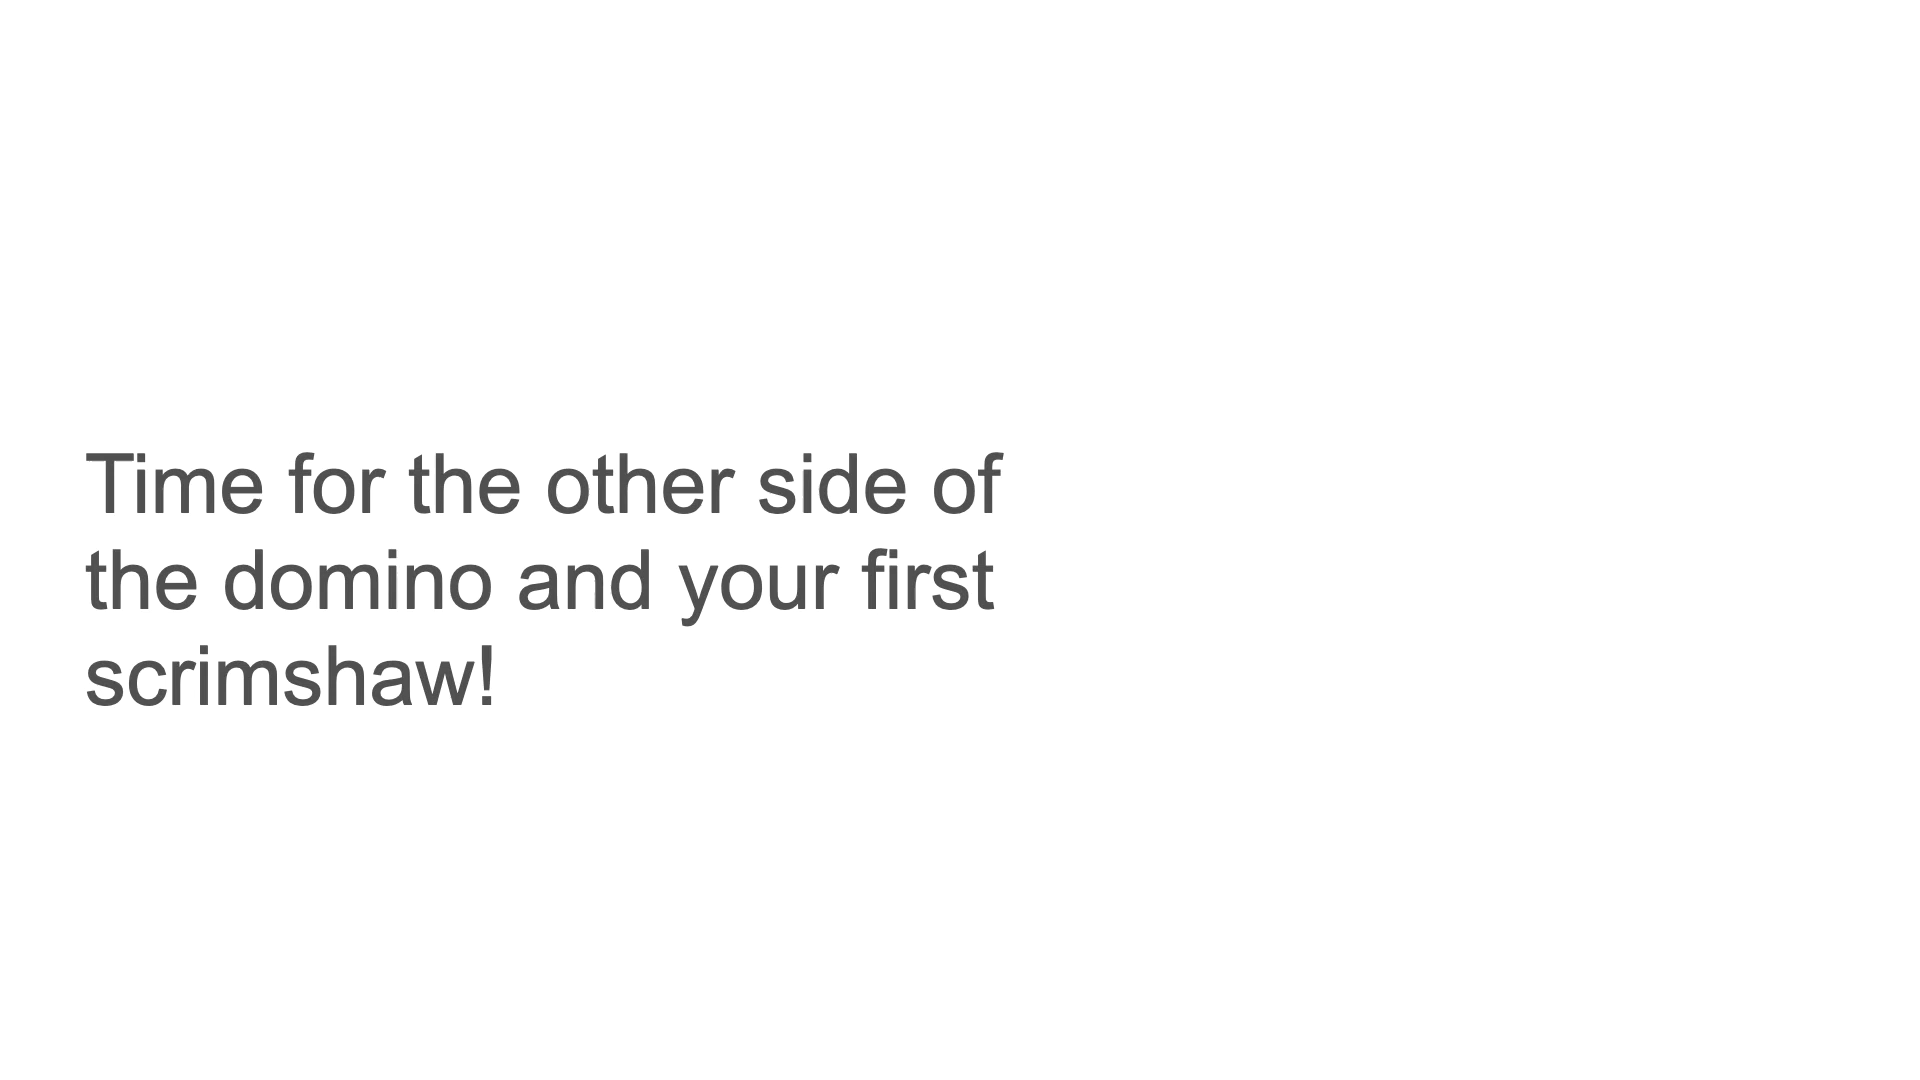 Time for the other side of
the domino and your first
scrimshaw!